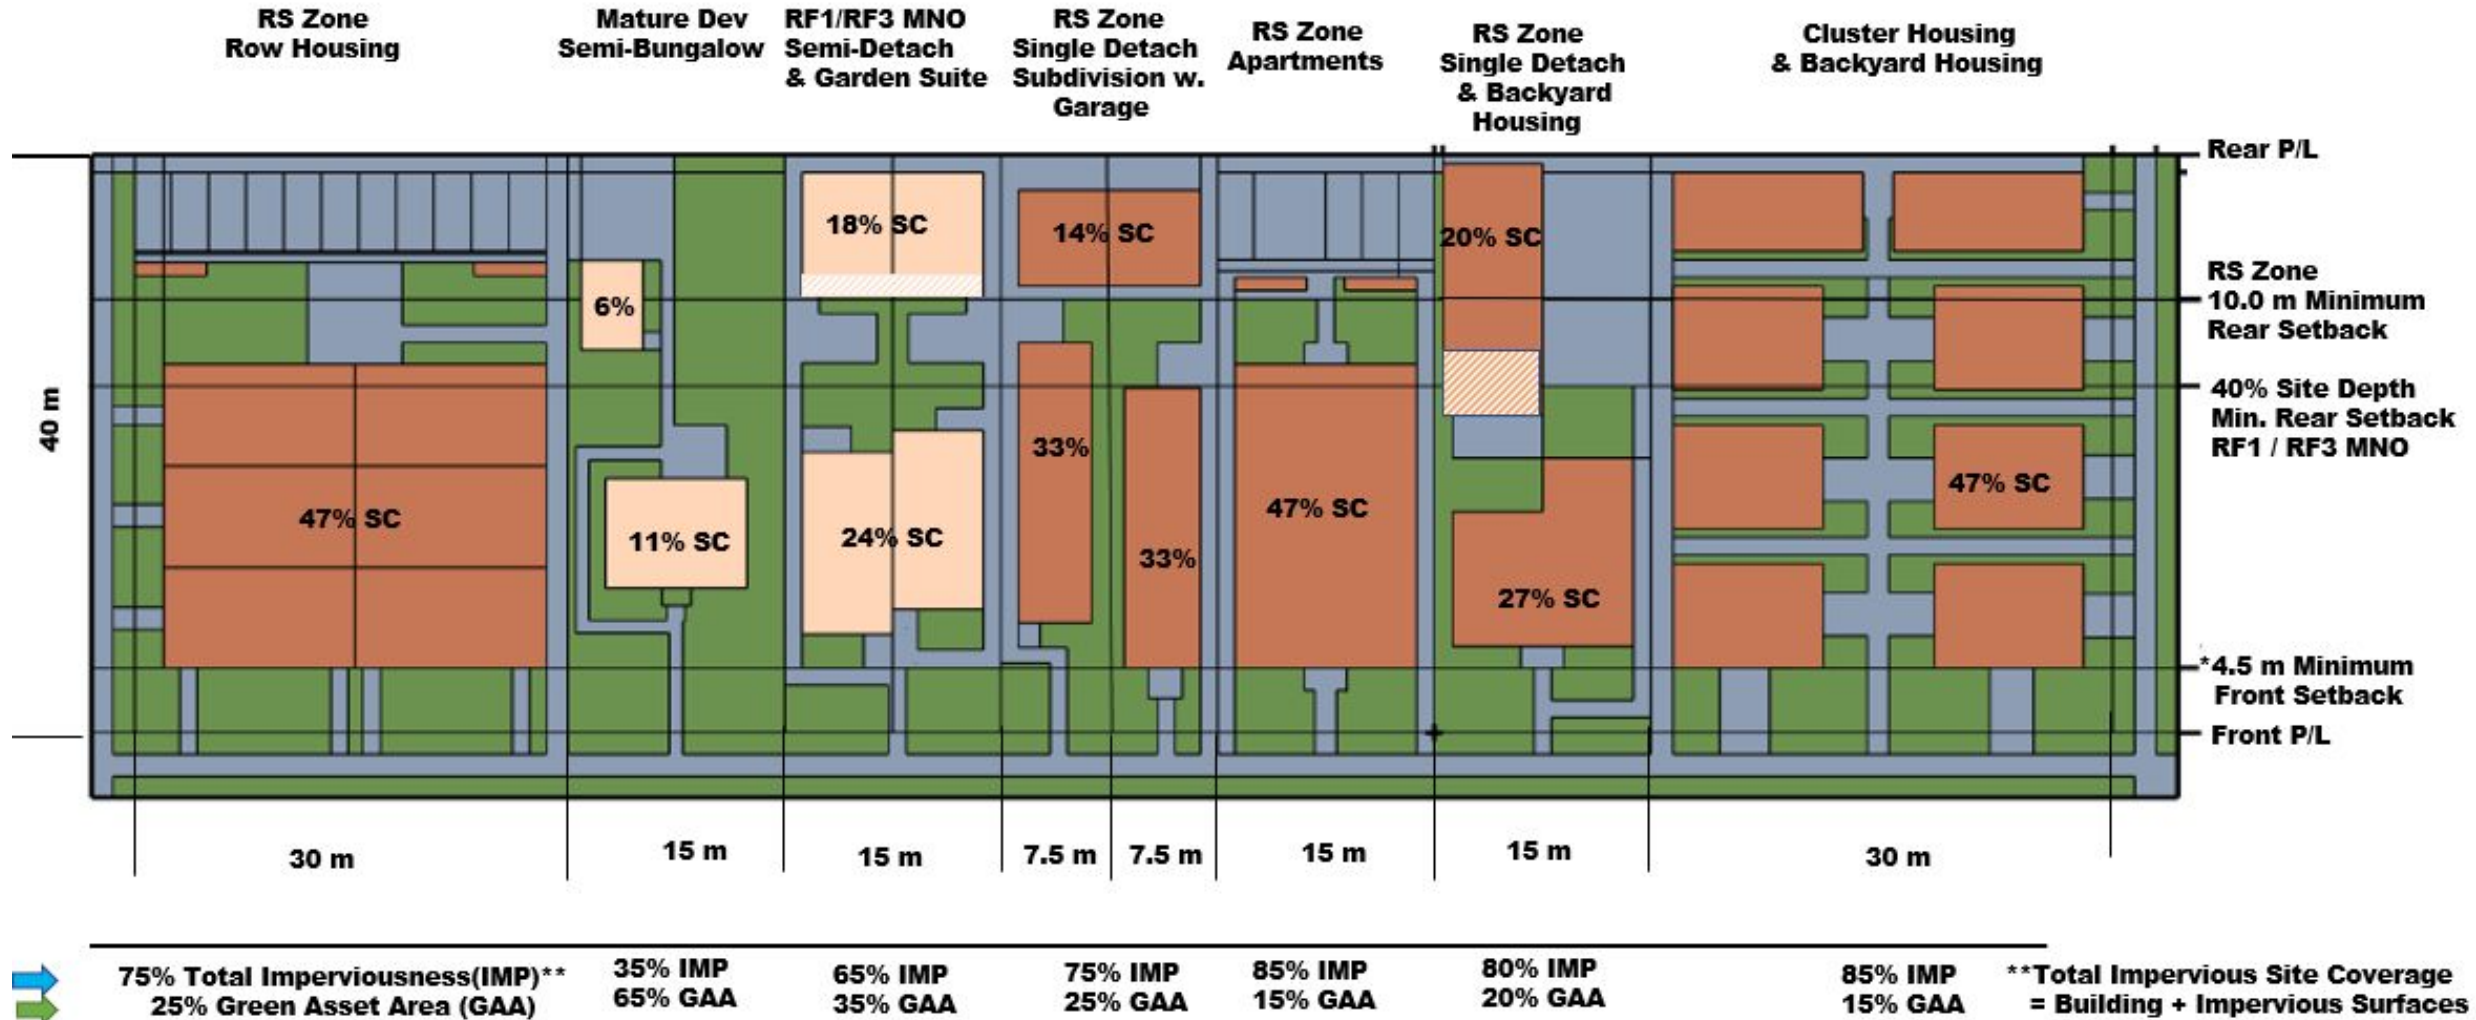 RS Zone
Row Housing
Mature Dev
Semi-Bungalow
RF1/RF3 MNO
Semi-Detach
& Garden Suite
RS Zone
Single Detach
Subdivision w.
Garage
RS Zone
Apartments
RS Zone
Single Detach
& Backyard
Housing
Cluster Housing
& Backyard Housing
Rear P/L
RS Zone
10.0 m Minimum
Rear Setback
40% Site Depth
Min. Rear Setback
RF1 / RF3 MNO
*4.5 m Minimum
Front Setback
Front P/L
40 m
47% SC
6%
11% SC
18% SC
24% SC
14% SC
33%
33%
47% SC
20% SC
27% SC
47% SC
30 m
15 m
15 m
7.5 m
7.5 m
15 m
15 m
30 m
75% Total Imperviousness(IMP)**
25% Green Asset Area (GAA)
35% IMP
65% GAA
65% IMP
35% GAA
75% IMP
25% GAA
85% IMP
15% GAA
80% IMP
20% GAA
85% IMP
15% GAA
**Total Impervious Site Coverage
= Building + Impervious Surfaces